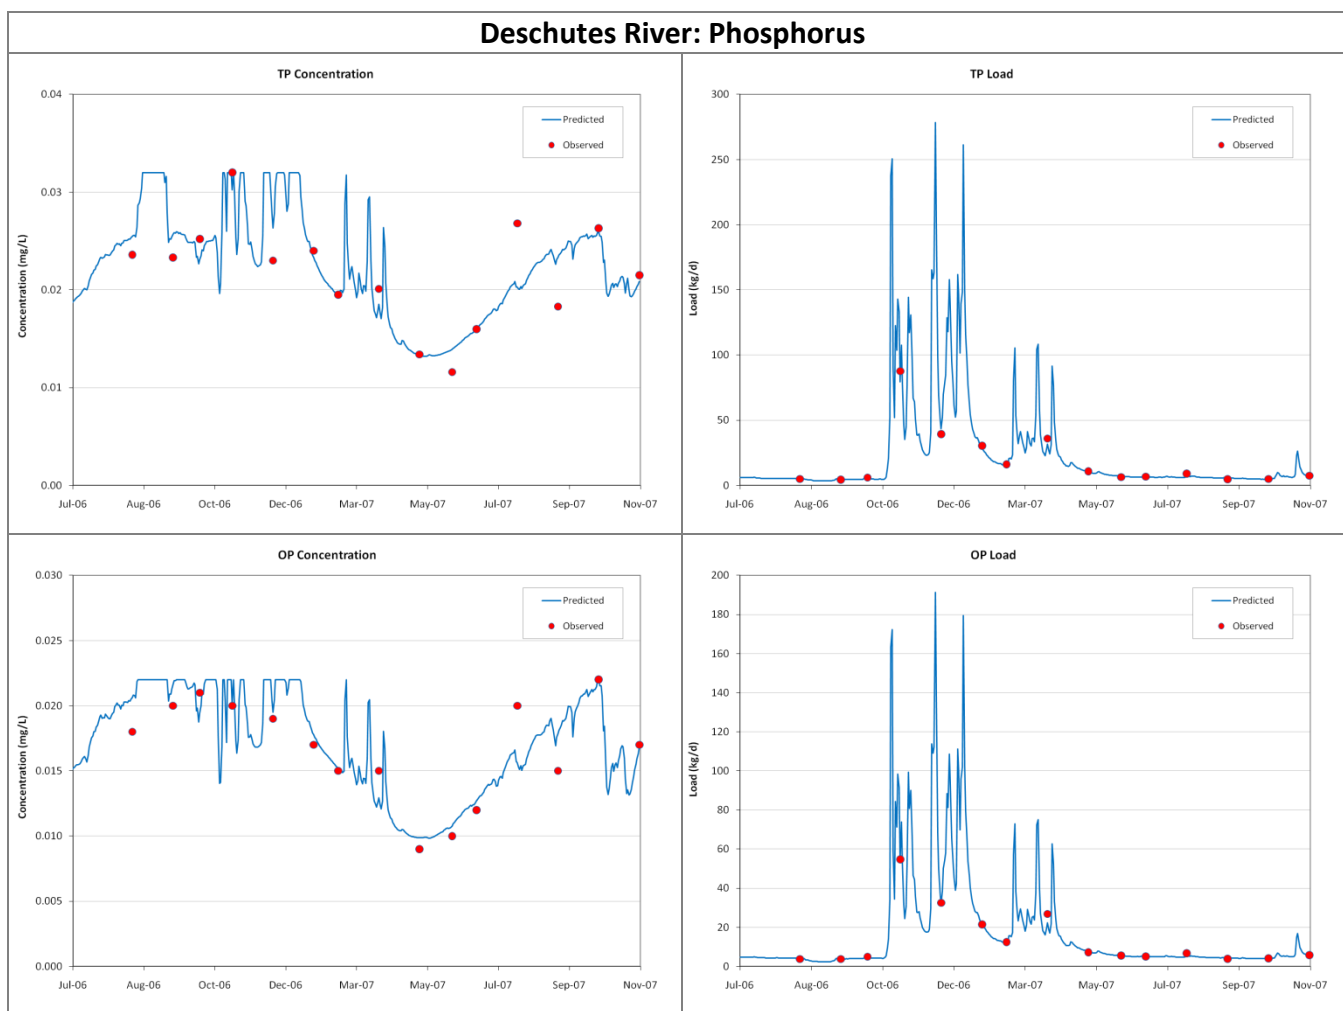 Deschutes River: Phosphorus
TP Concentration
0.04
0.03
0.02
0.01
0.00
Concentration (mg/L)
Predicted
Observed
Jul-06 Aug-06 Oct-06 Dec-06 Mar-07 May-07 Jul-07 Sep-07 Nov-07
TP Load
300
250
200
150
100
50
0
Load (kg/d)
Predicted
Observed
Jul-06 Aug-06 Oct-06 Dec-06 Mar-07 May-07 Jul-07 Sep-07 Nov-07
OP Concentration
0.030
0.025
0.020
0.015
0.010
0.005
0.000
Concentration (mg/L)
Predicted
Observed
Jul-06 Aug-06 Oct-06 Dec-06 Mar-07 May-07 Jul-07 Sep-07 Nov-07
OP Load
200
180
160
140
120
100
80
60
40
20
0
Load (kg/d)
Predicted
Observed
Jul-06 Aug-06 Oct-06 Dec-06 Mar-07 May-07 Jul-07 Sep-07 Nov-07